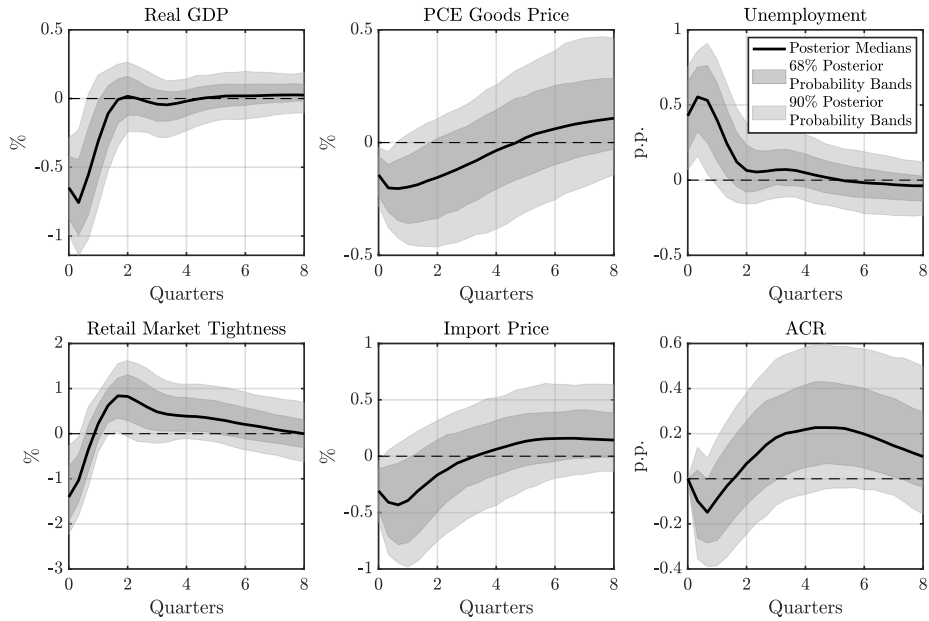 Real GDP
0.5
0
-0.5
-1
%
0 2 4 6 8
Quarters
PCE Goods Price
0.5
0
-0.5
%
0 2 4 6 8
Quarters
Unemployment
1
0.5
0
0.5
p.p.
0 2 4 6 8
Quarters
Posterior Medians
68% Posterior
Probability Bands
90% Posterior
Probability Bands
Retail Market Tightness
2
1
0
-1
-2
-3
%
0 2 4 6 8
Quarters
Import Price
1
0.5
0
-0.5
-1
%
0 2 4 6 8
Quarters
ACR
0.6
0.4
0.2
0
-0.2
0.4
p.p.
0 2 4 6 8
Quarters